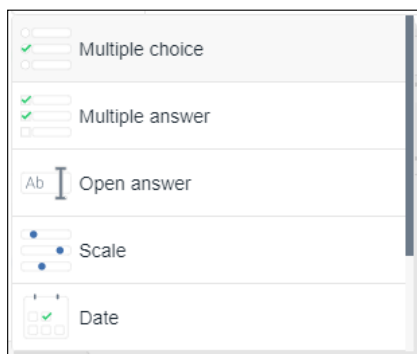 Multiple choice
Multiple answer
Ab
Open answer
Scale
Date